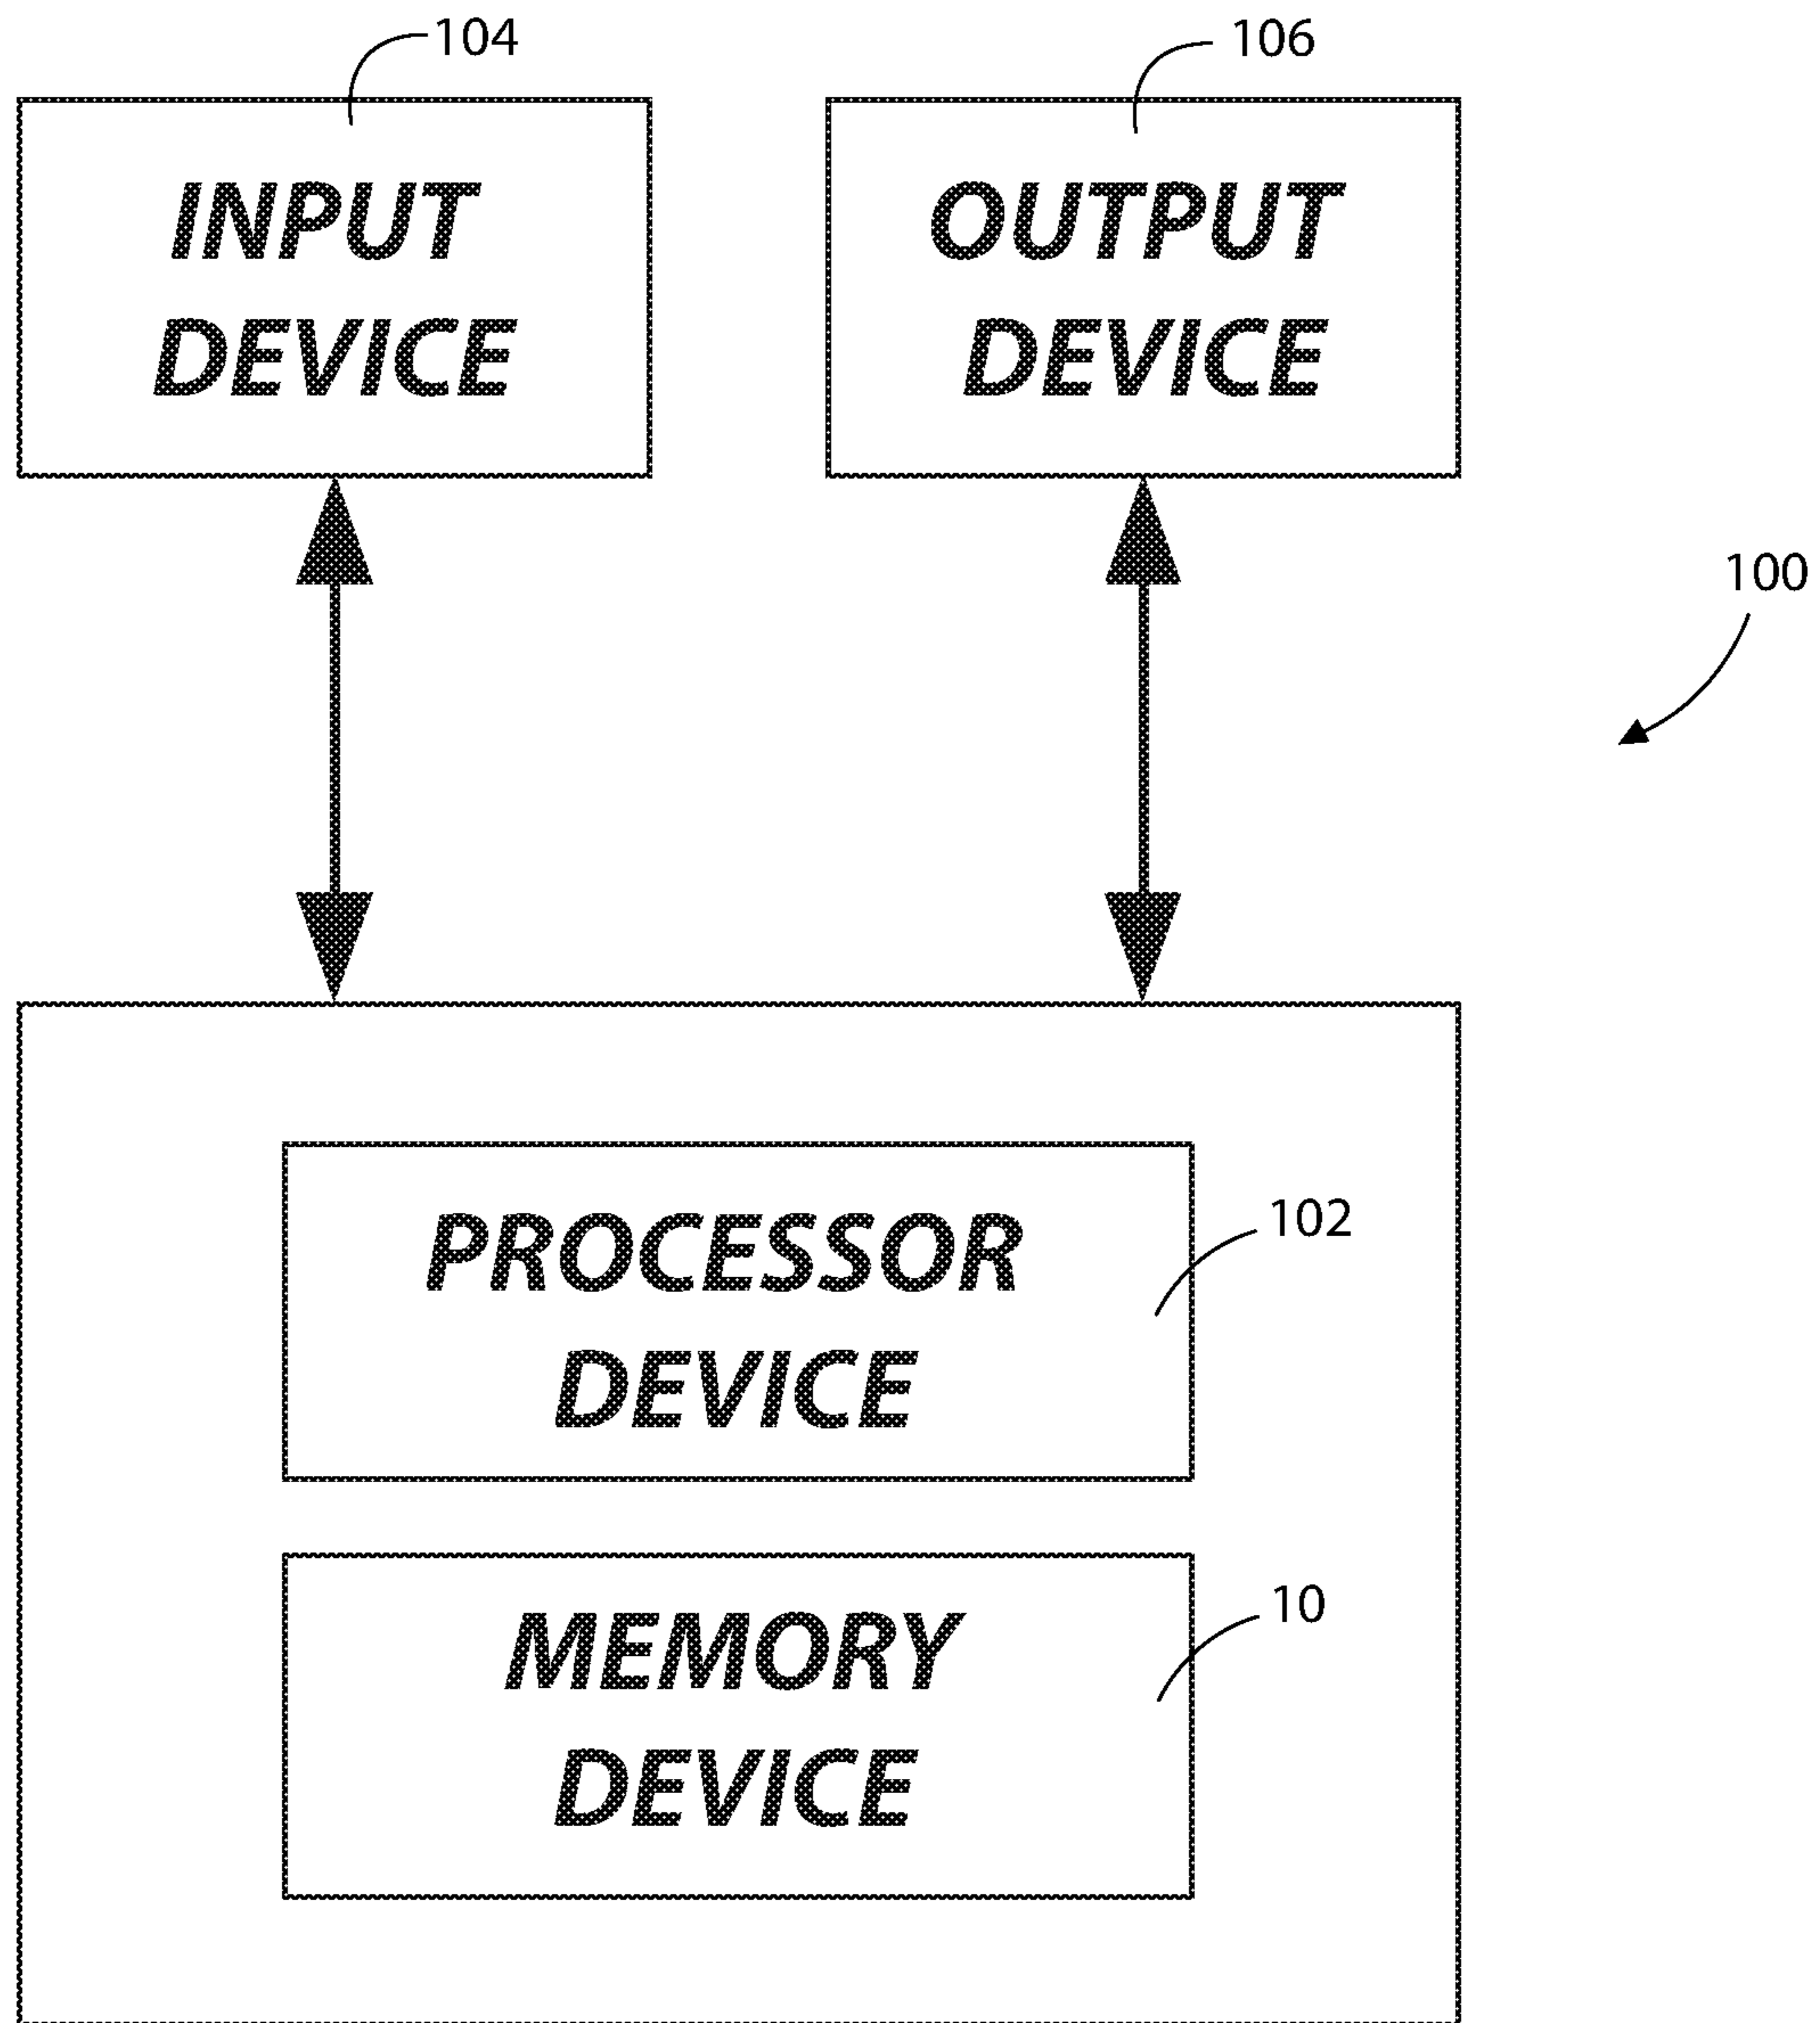 104
106
INPUT
DEVICE
OUTPUT
DEVICE
100
PROCESSOR
DEVICE
102
MEMORY
DEVICE
10